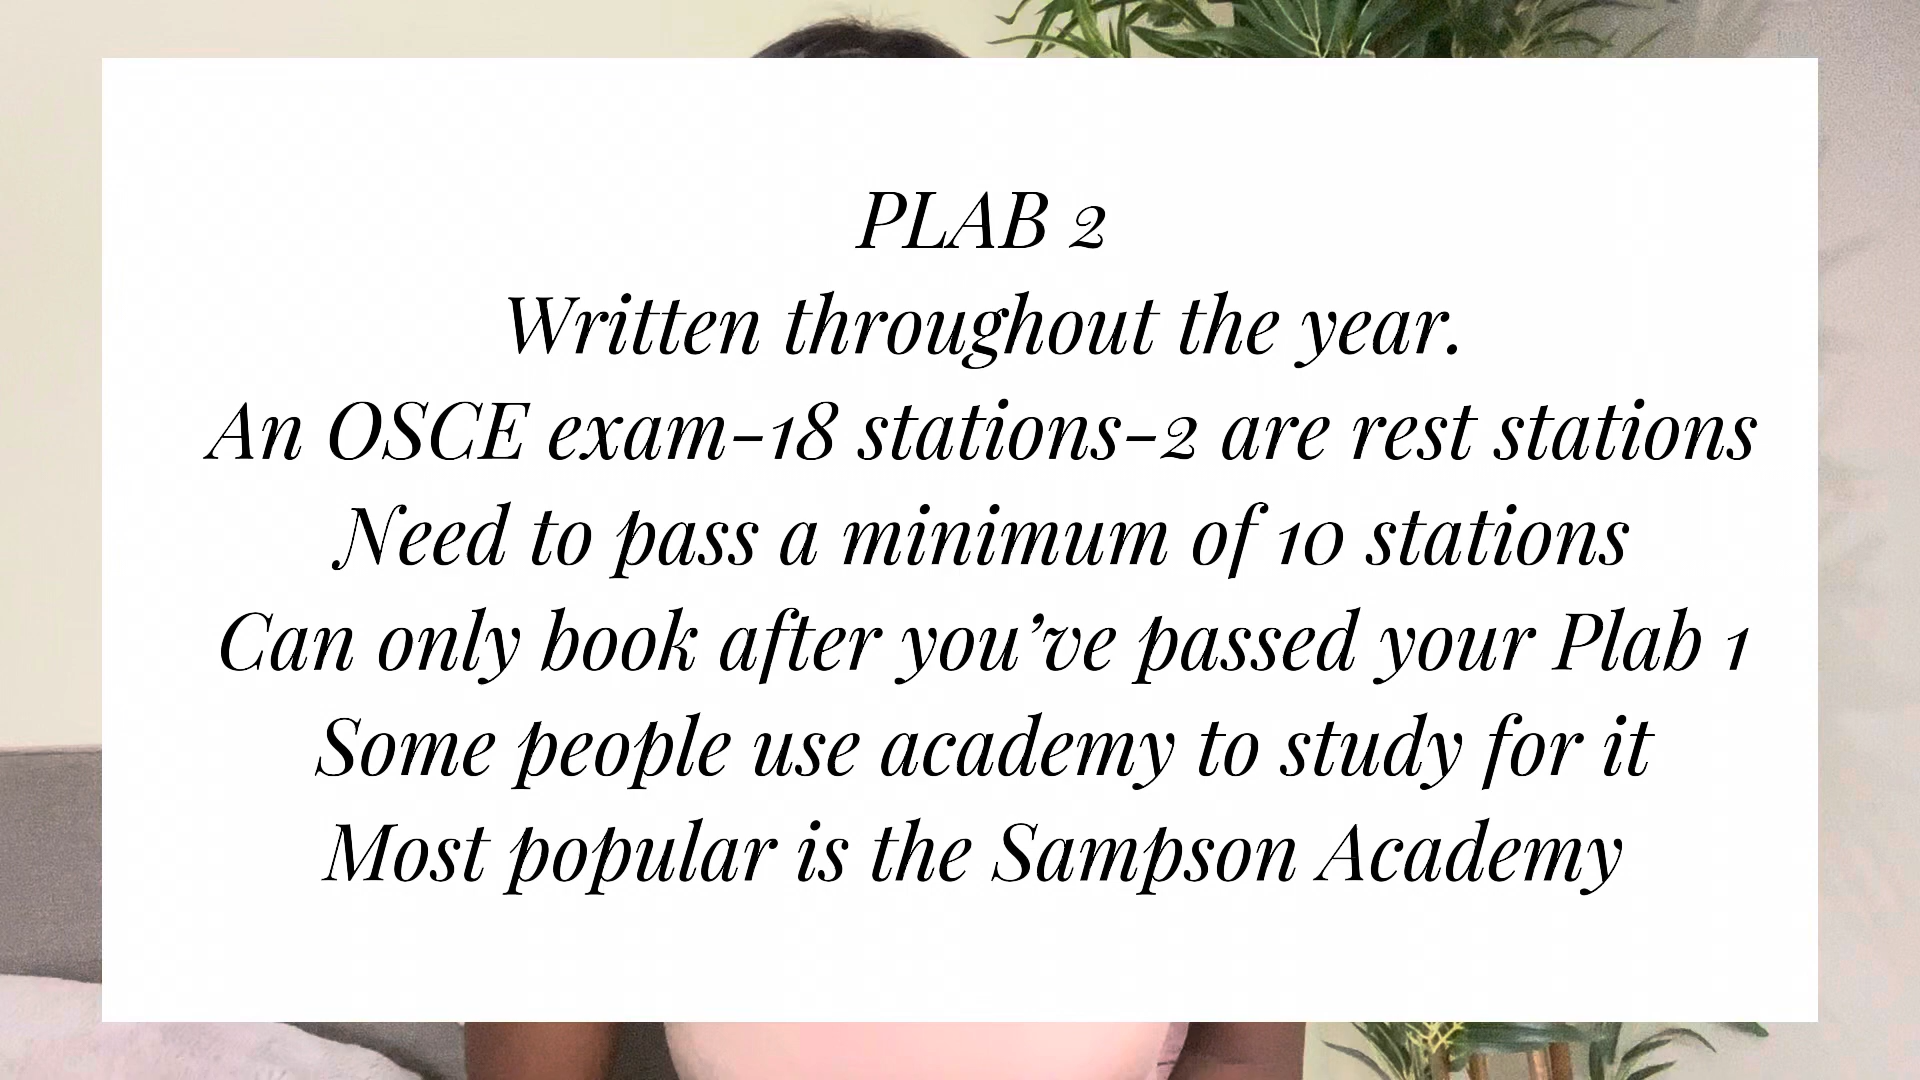 PLAB 2
Written throughout the year.
An OSCE exam-18 stations-2 are rest stations
Need to pass a minimum of 10 stations
Can only book after you've passed your Plab 1
Some people use academy to study for it
Most popular is the Sampson Academy